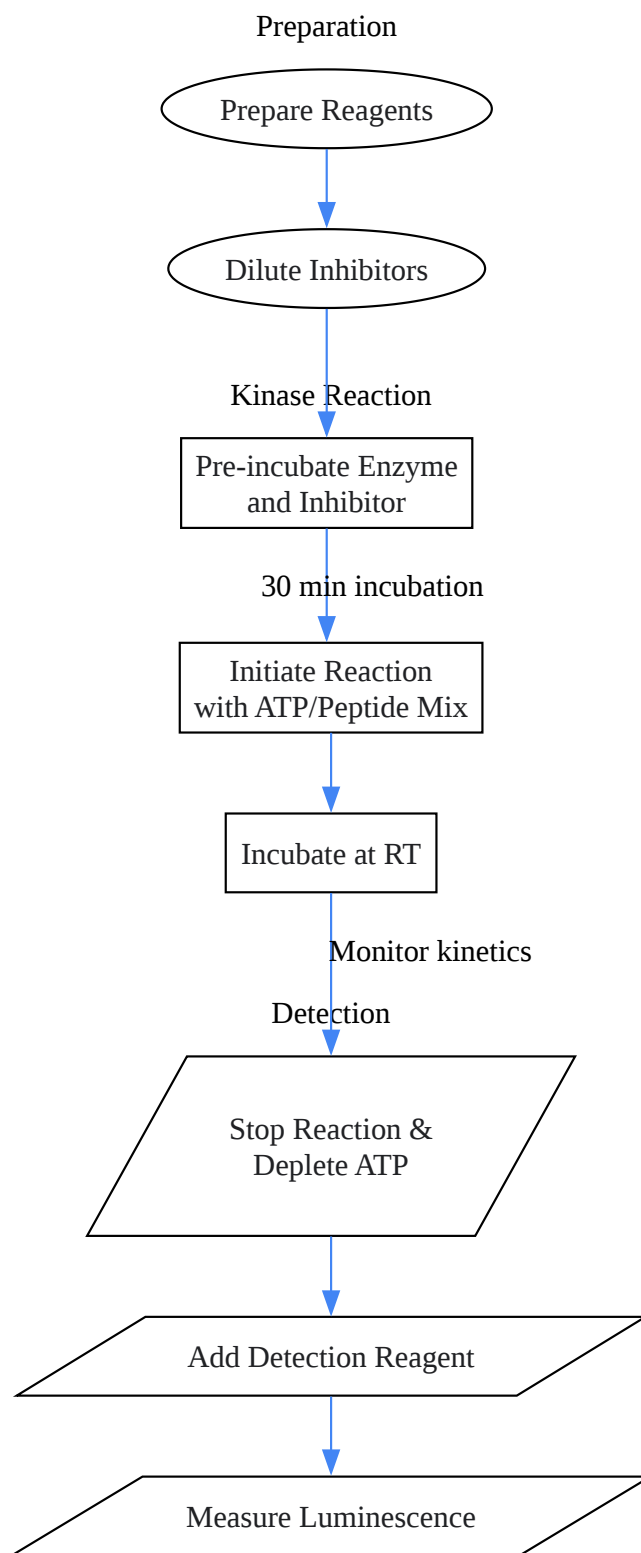 Preparation
Prepare Reagents
Dilute Inhibitors
Kinase Reaction
Pre-incubate Enzyme
and Inhibitor
30 min incubation
Initiate Reaction
with ATP/Peptide Mix
Incubate at RT
Monitor kinetics
Detection
Stop Reaction &
Deplete ATP
Add Detection Reagent
Measure Luminescence